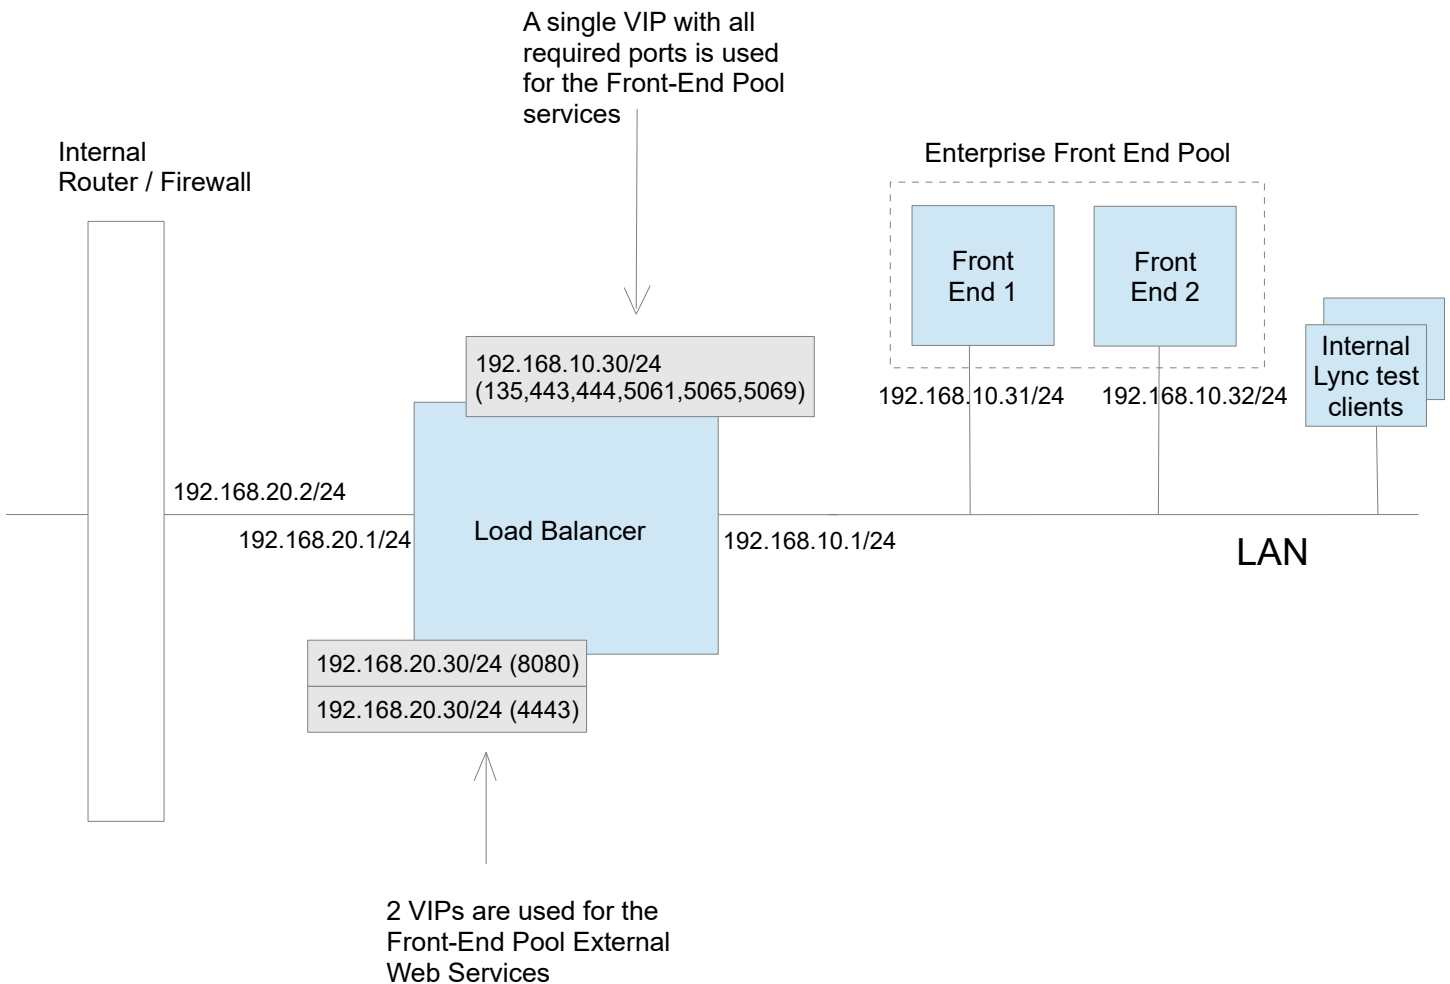 A single VIP with all
required ports is used
for the Front-End Pool
services
Internal
Router / Firewall
Enterprise Front End Pool
Front
End 1
Front
End 2
192.168.10.30/24
(135,443,444,5061,5065,5069)
Internal
Lync test
clients
192.168.10.31/24
192.168.10.32/24
192.168.20.2/24
192.168.20.1/24
Load Balancer
192.168.10.1/24
LAN
192.168.20.30/24 (8080)
192.168.20.30/24 (4443)
2 VIPs are used for the
Front-End Pool External
Web Services